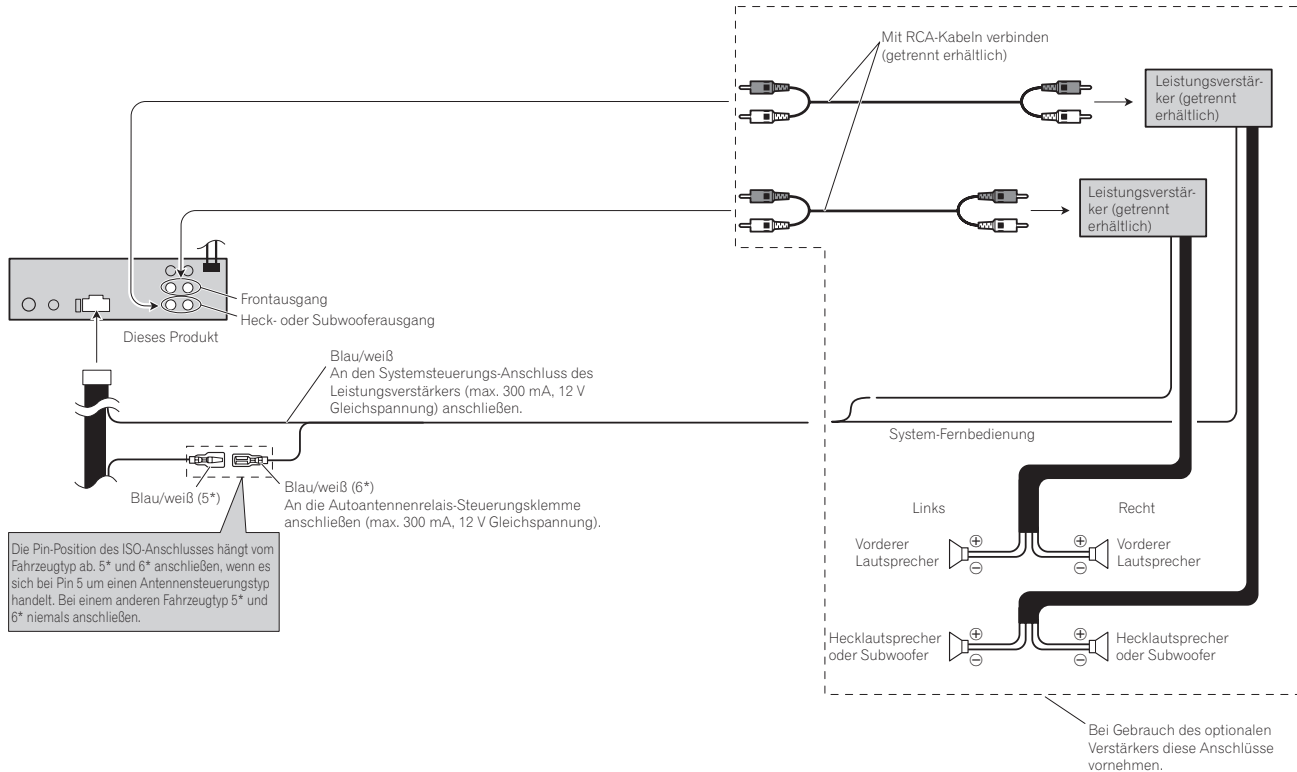 Mit RCA-Kabeln verbinden
(getrennt erhältlich)
Leistungsverstär-
ker (getrennt
erhältlich)
Leistungsverstär-
ker (getrennt
erhältlich)
Frontausgang
Heck- oder Subwooferausgang
Dieses Produkt
Blau/weiß
An den Systemsteuerungs-Anschluss des
Leistungsverstärkers (max. 300 mA, 12 V
Gleichspannung) anschließen.
System-Fernbedienung
Blau/weiß (5*)
Blau/weiß (6*)
An die Autoantennenrelais-Steuerungsklemme
anschließen (max. 300 mA, 12 V Gleichspannung).
Die Pin-Position des ISO-Anschlusses hängt vom
Fahrzeugtyp ab. 5* und 6* anschließen, wenn es
sich bei Pin 5 um einen Antennensteuerungstyp
handelt. Bei einem anderen Fahrzeugtyp 5* und
6* niemals anschließen.
Links
Recht
Vorderer
Lautsprecher
⊕
⊖
⊕
⊖
Vorderer
Lautsprecher
Hecklautsprecher
oder Subwoofer
⊕
⊖
⊕
⊖
Hecklautsprecher
oder Subwoofer
Bei Gebrauch des optionalen
Verstärkers diese Anschlüsse
vornehmen.